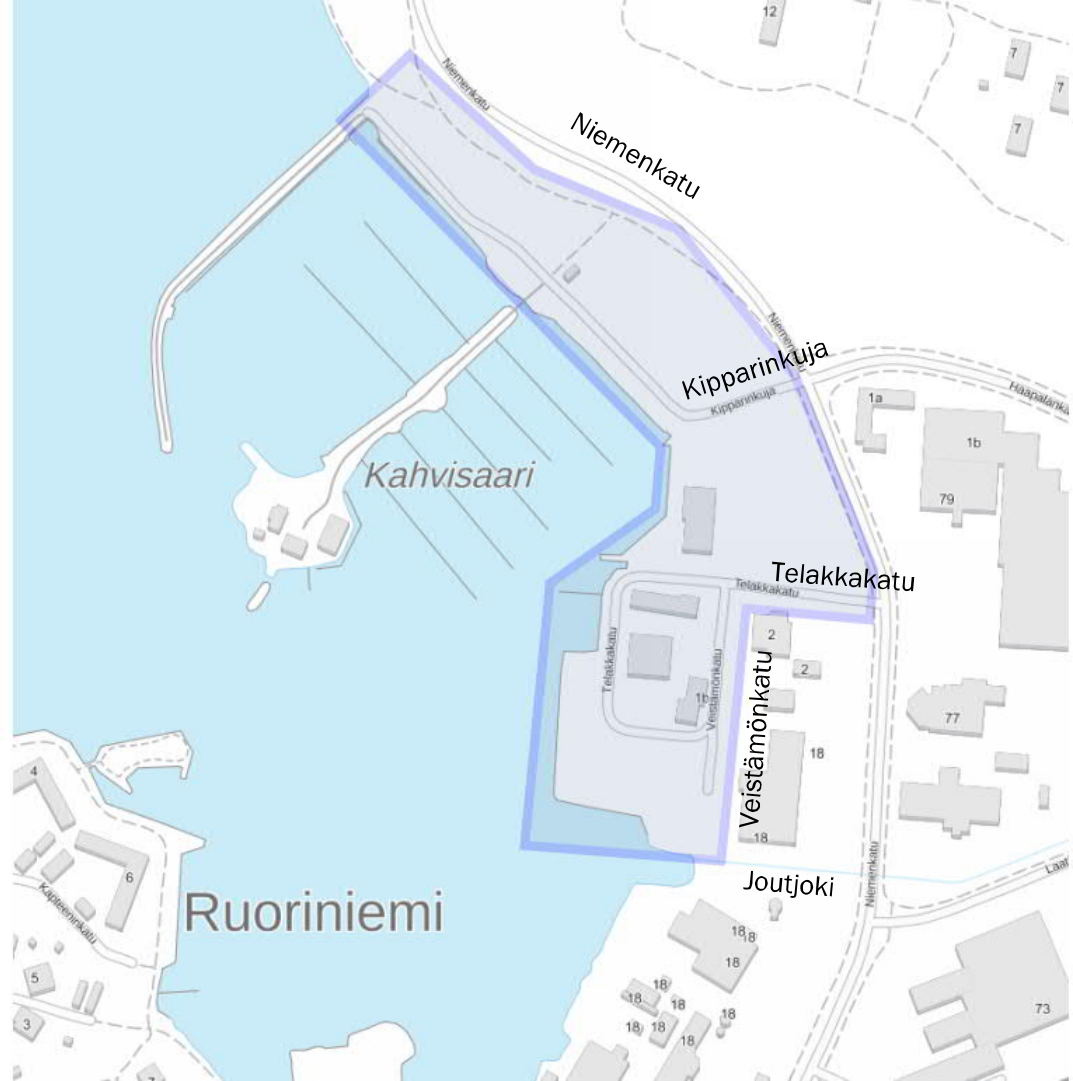 12
7
7
7
Niemenkatu
Niemenkatu
Kipparinkuja
Kipparinkuja
1a
1b
79
Kahvisaari
Telakkakatu
Telakkakatu
Telakkakatu
Veistämönkatu
1b
2
2
Veistämönkatu
18
18
77
4
6
Kapteeninkatu
5
3
Ruoriniemi
Joutjoki
Niemenkatu
18
18
18
18
18
18
18
18
18
18
73